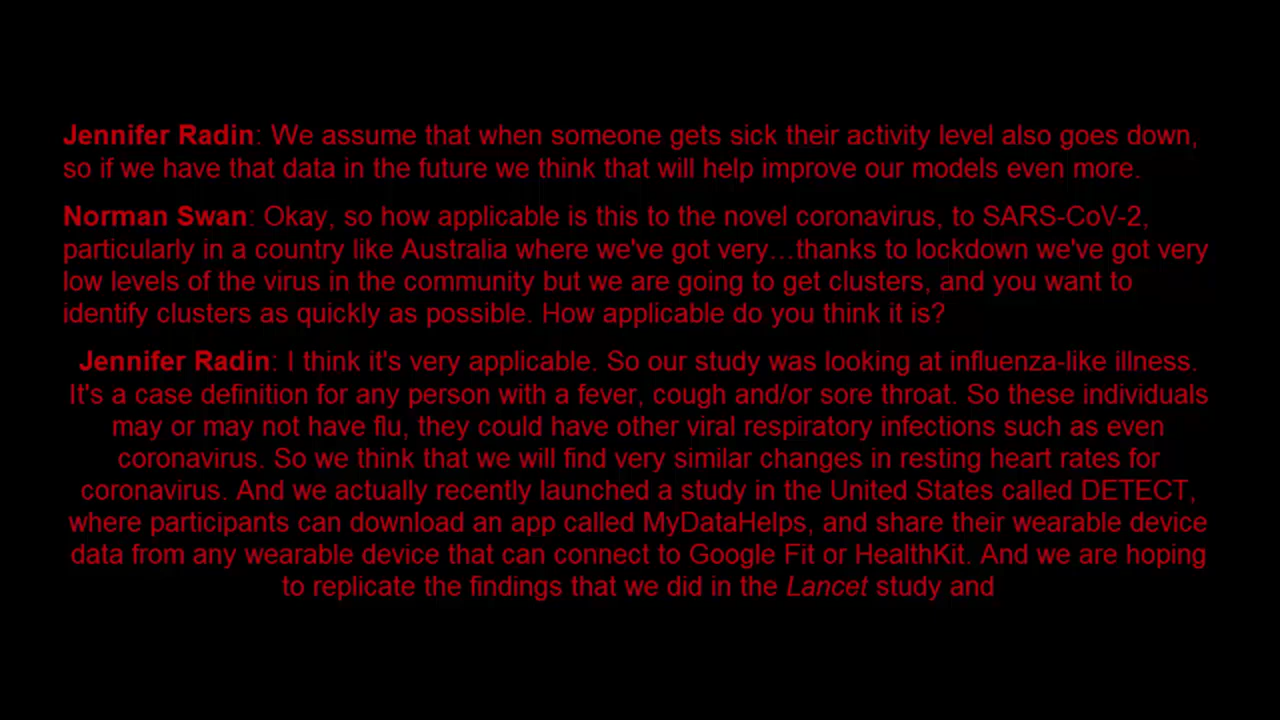 Jennifer Radin: We assume that when someone gets sick their activity level also goes down,
so if we have that data in the future we think that will help improve our models even more.
Norman Swan: Okay, so how applicable is this to the novel coronavirus, to SARS-CoV-2,
particularly in a country like Australia where we've got very…thanks to lockdown we've got very
low levels of the virus in the community but we are going to get clusters, and you want to
identify clusters as quickly as possible. How applicable do you think it is?
Jennifer Radin: I think it's very applicable. So our study was looking at influenza-like illness.
It's a case definition for any person with a fever, cough and/or sore throat. So these individuals
may or may not have flu, they could have other viral respiratory infections such as even
coronavirus. So we think that we will find very similar changes in resting heart rates for
coronavirus. And we actually recently launched a study in the United States called DETECT,
where participants can download an app called MyDataHelps, and share their wearable device
data from any wearable device that can connect to Google Fit or HealthKit. And we are hoping
to replicate the findings that we did in the Lancet study and